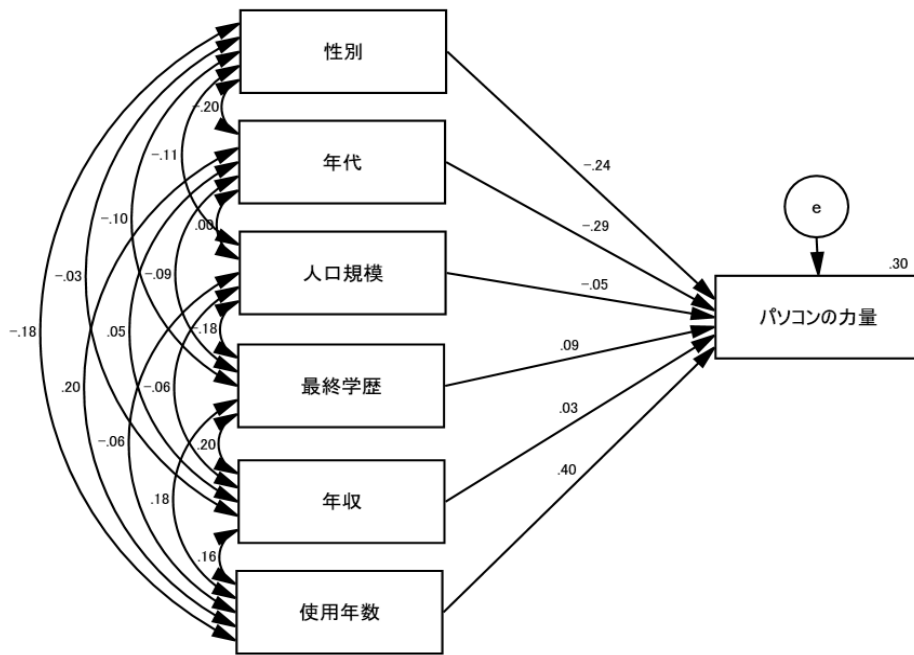 性別
-.20
年代
-.24
-.11
-.29
e
-.10
.00
人口規模
-.05
.30
-.03
-.09
パソコンの力量
-.18
.05
-.18
.09
.20
-.06
最終学歴
.03
-.06
.20
.40
.18
年収
.16
使用年数